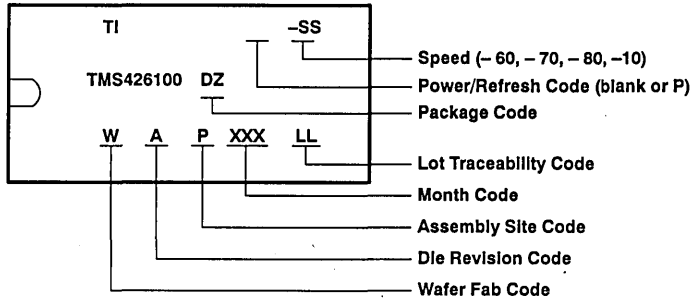 TI
–SS
Speed (– 60, – 70, – 80, –10)
Power/Refresh Code (blank or P)
TMS426100 DZ
Package Code
W A P XXX LL
Lot Traceability Code
Month Code
Assembly Site Code
Die Revision Code
Wafer Fab Code